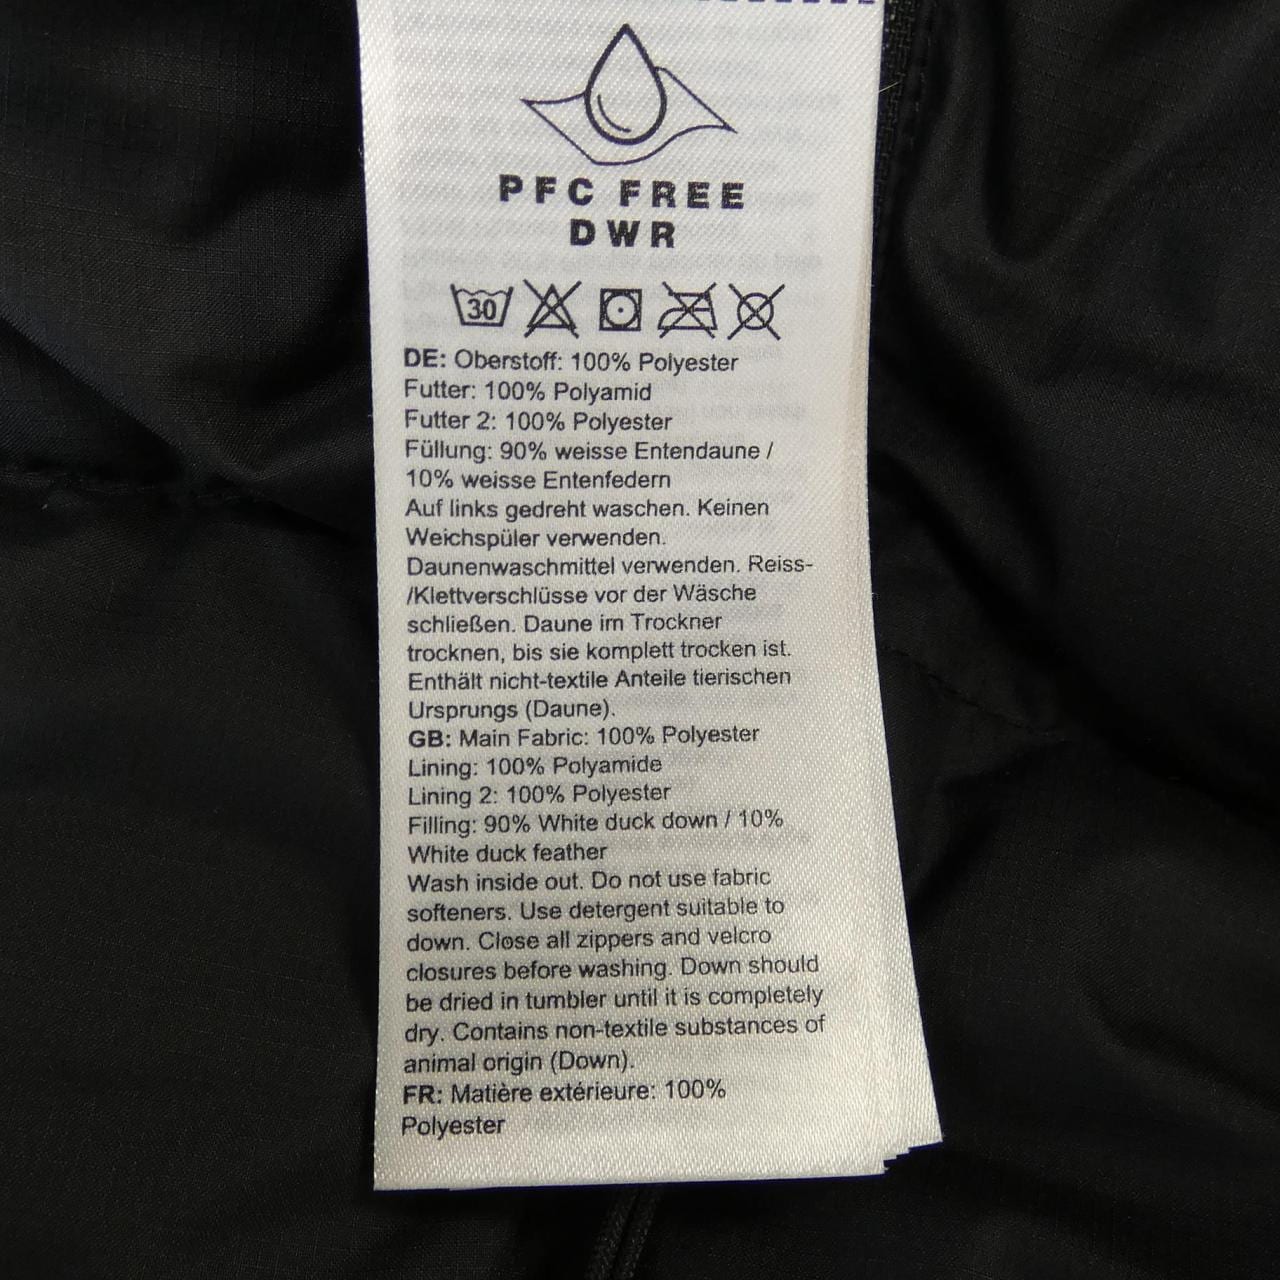 PFC FREE
DWR
30
DE: Oberstoff: 100% Polyester
Futter: 100% Polyamid
Futter 2: 100% Polyester
Füllung: 90% weisse Entendaune /
10% weisse Entenfedern
Auf links gedreht waschen. Keinen
Weichspüler verwenden.
Daunenwaschmittel verwenden. Reiss-
/Klettverschlüsse vor der Wäsche
schließen. Daune im Trockner
trocknen, bis sie komplett trocken ist.
Enthält nicht-textile Anteile tierischen
Ursprungs (Daune).
GB: Main Fabric: 100% Polyester
Lining: 100% Polyamide
Lining 2: 100% Polyester
Filling: 90% White duck down / 10%
White duck feather
Wash inside out. Do not use fabric
softeners. Use detergent suitable to
down. Close all zippers and velcro
closures before washing. Down should
be dried in tumbler until it is completely
dry. Contains non-textile substances of
animal origin (Down).
FR: Matière extérieure: 100%
Polyester